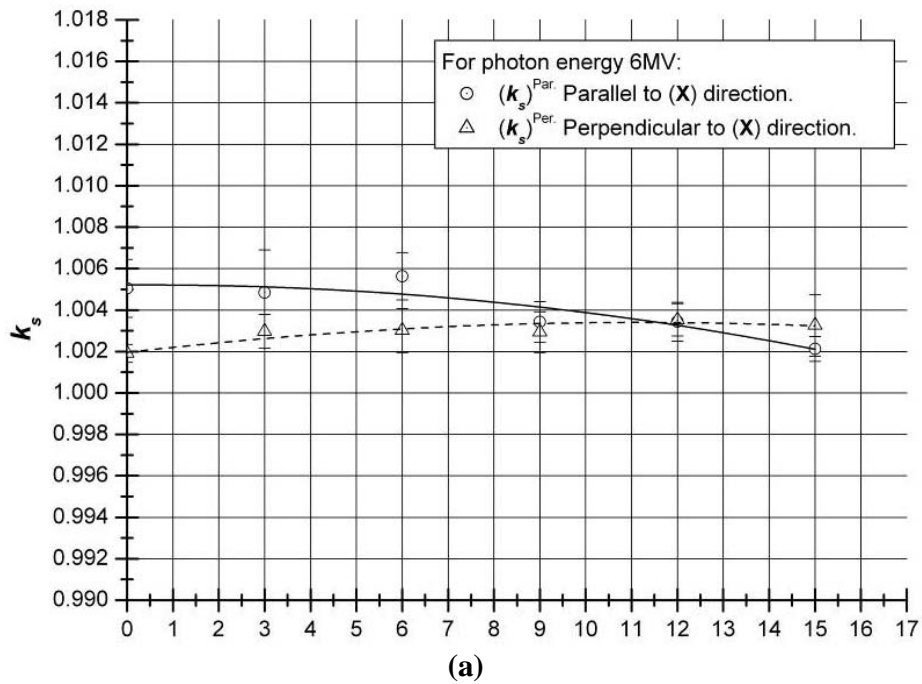 1.018
1.016
1.014
1.012
1.010
1.008
1.006
1.004
1.002
1.000
0.998
0.996
0.994
0.992
0.990
k_s
For photon energy 6MV:
(k_s)^Par. Parallel to (X) direction.
(k_s)^Per. Perpendicular to (X) direction.
0 1 2 3 4 5 6 7 8 9 10 11 12 13 14 15 16 17
(a)